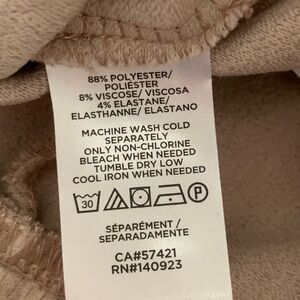 88% POLYESTER/
POLIÉSTER
8% VISCOSE/ VISCOSA
4% ELASTANE/
ELASTHANNE/ ELASTANO
MACHINE WASH COLD
SEPARATELY
ONLY NON-CHLORINE
BLEACH WHEN NEEDED
TUMBLE DRY LOW
COOL IRON WHEN NEEDED
30 P
SÉPARÉMENT /
SEPARADAMENTE
CA#57421
RN#140923